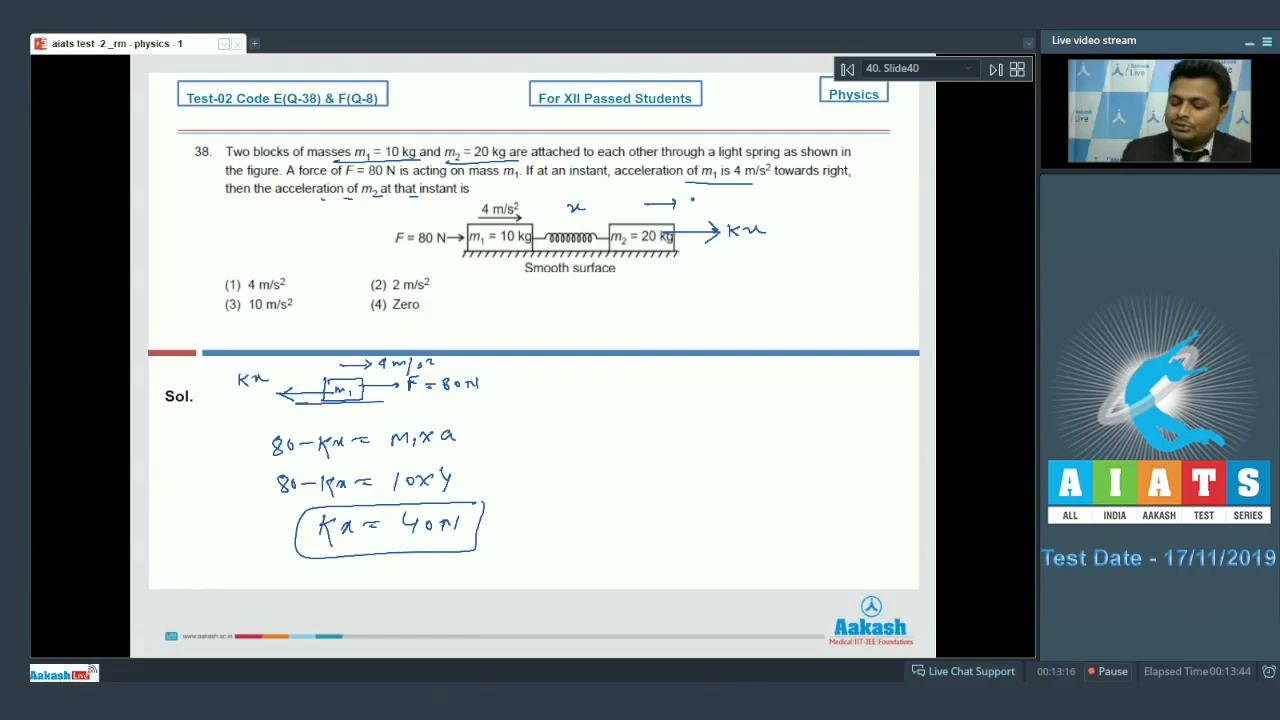 aiats test -2 _rm - physics - 1
Live video stream
40. Slide40
Test-02 Code E(Q-38) & F(Q-8)
For XII Passed Students
Physics
38. Two blocks of masses m₁ = 10 kg and m₂ = 20 kg are attached to each other through a light spring as shown in
the figure. A force of F = 80 N is acting on mass m₁. If at an instant, acceleration of m₁ is 4 m/s² towards right,
then the acceleration of m₂ at that instant is
4 m/s²
x
F = 80 N
m₁ = 10 kg
m₂ = 20 kg
Kx
Smooth surface
(1) 4 m/s²
(2) 2 m/s²
(3) 10 m/s²
(4) Zero
4 m/s²
Kx
m₁
F = 80N
Sol.
80-Kx = m₁xa
80-Kx = 10x4
Kx = 40N
AIATS
ALL INDIA AAKASH TEST SERIES
Test Date - 17/11/2019
www.aakash.ac.in
Aakash
Medical IIT-JEE Foundations
Aakash Live
Live Chat Support
00:13:16
Pause
Elapsed Time 00:13:44